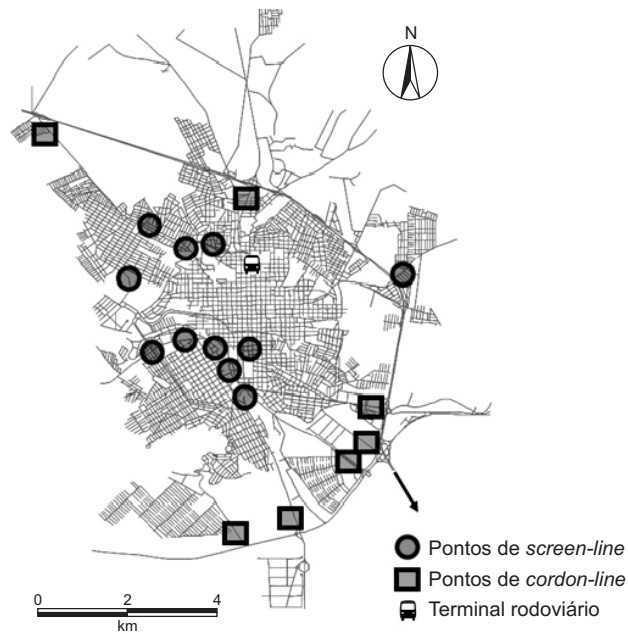 N
Pontos de screen-line
Pontos de cordon-line
Terminal rodoviário
0 2 4
km